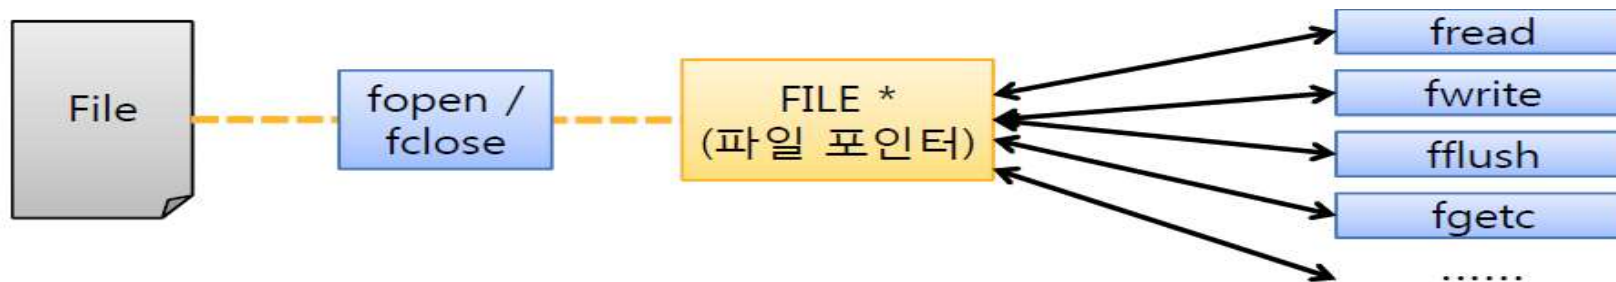 File
fopen /
fclose
FILE *
(파일 포인터)
fread
fwrite
fflush
fgetc
……